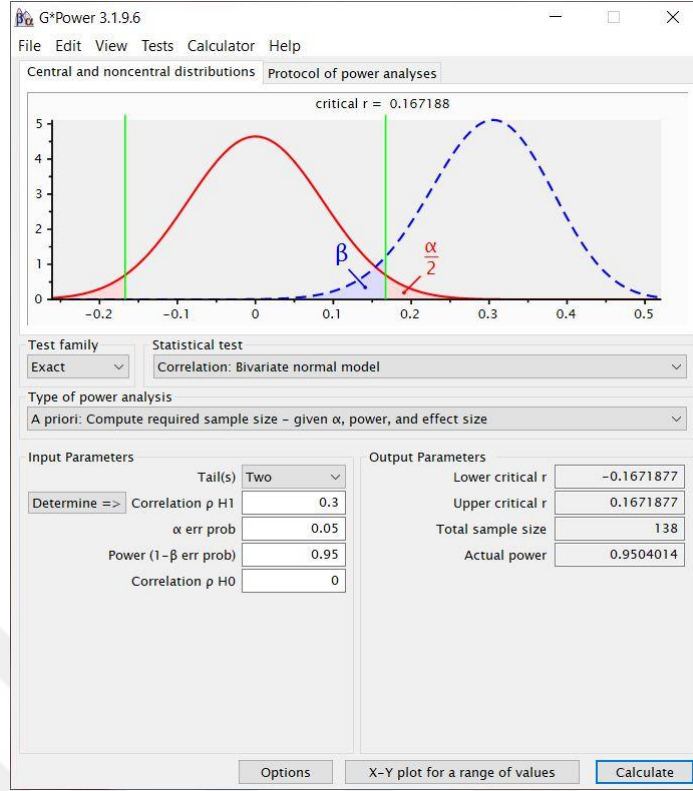 G*Power 3.1.9.6
File Edit View Tests Calculator Help
Central and noncentral distributions Protocol of power analyses
critical r = 0.167188
5
4
3
2
1
0
β
α
2
-0.2 -0.1 0 0.1 0.2 0.3 0.4 0.5
Test family Statistical test
Exact Correlation: Bivariate normal model
Type of power analysis
A priori: Compute required sample size – given α, power, and effect size
Input Parameters
Tail(s) Two
Determine => Correlation ρ H1 0.3
α err prob 0.05
Power (1-β err prob) 0.95
Correlation ρ H0 0
Output Parameters
Lower critical r -0.1671877
Upper critical r 0.1671877
Total sample size 138
Actual power 0.9504014
Options X-Y plot for a range of values Calculate